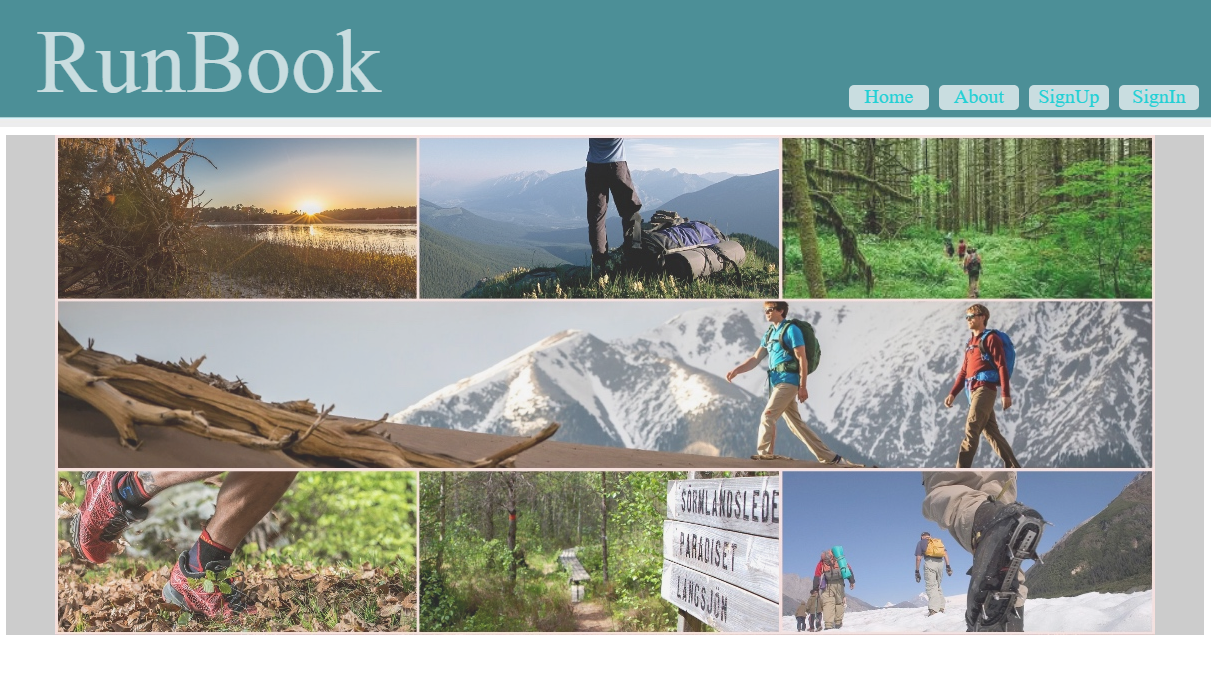 RunBook
Home About SignUp SignIn
SÖRMLANDSLEDE
PARADISET
LÅNGSJÖN